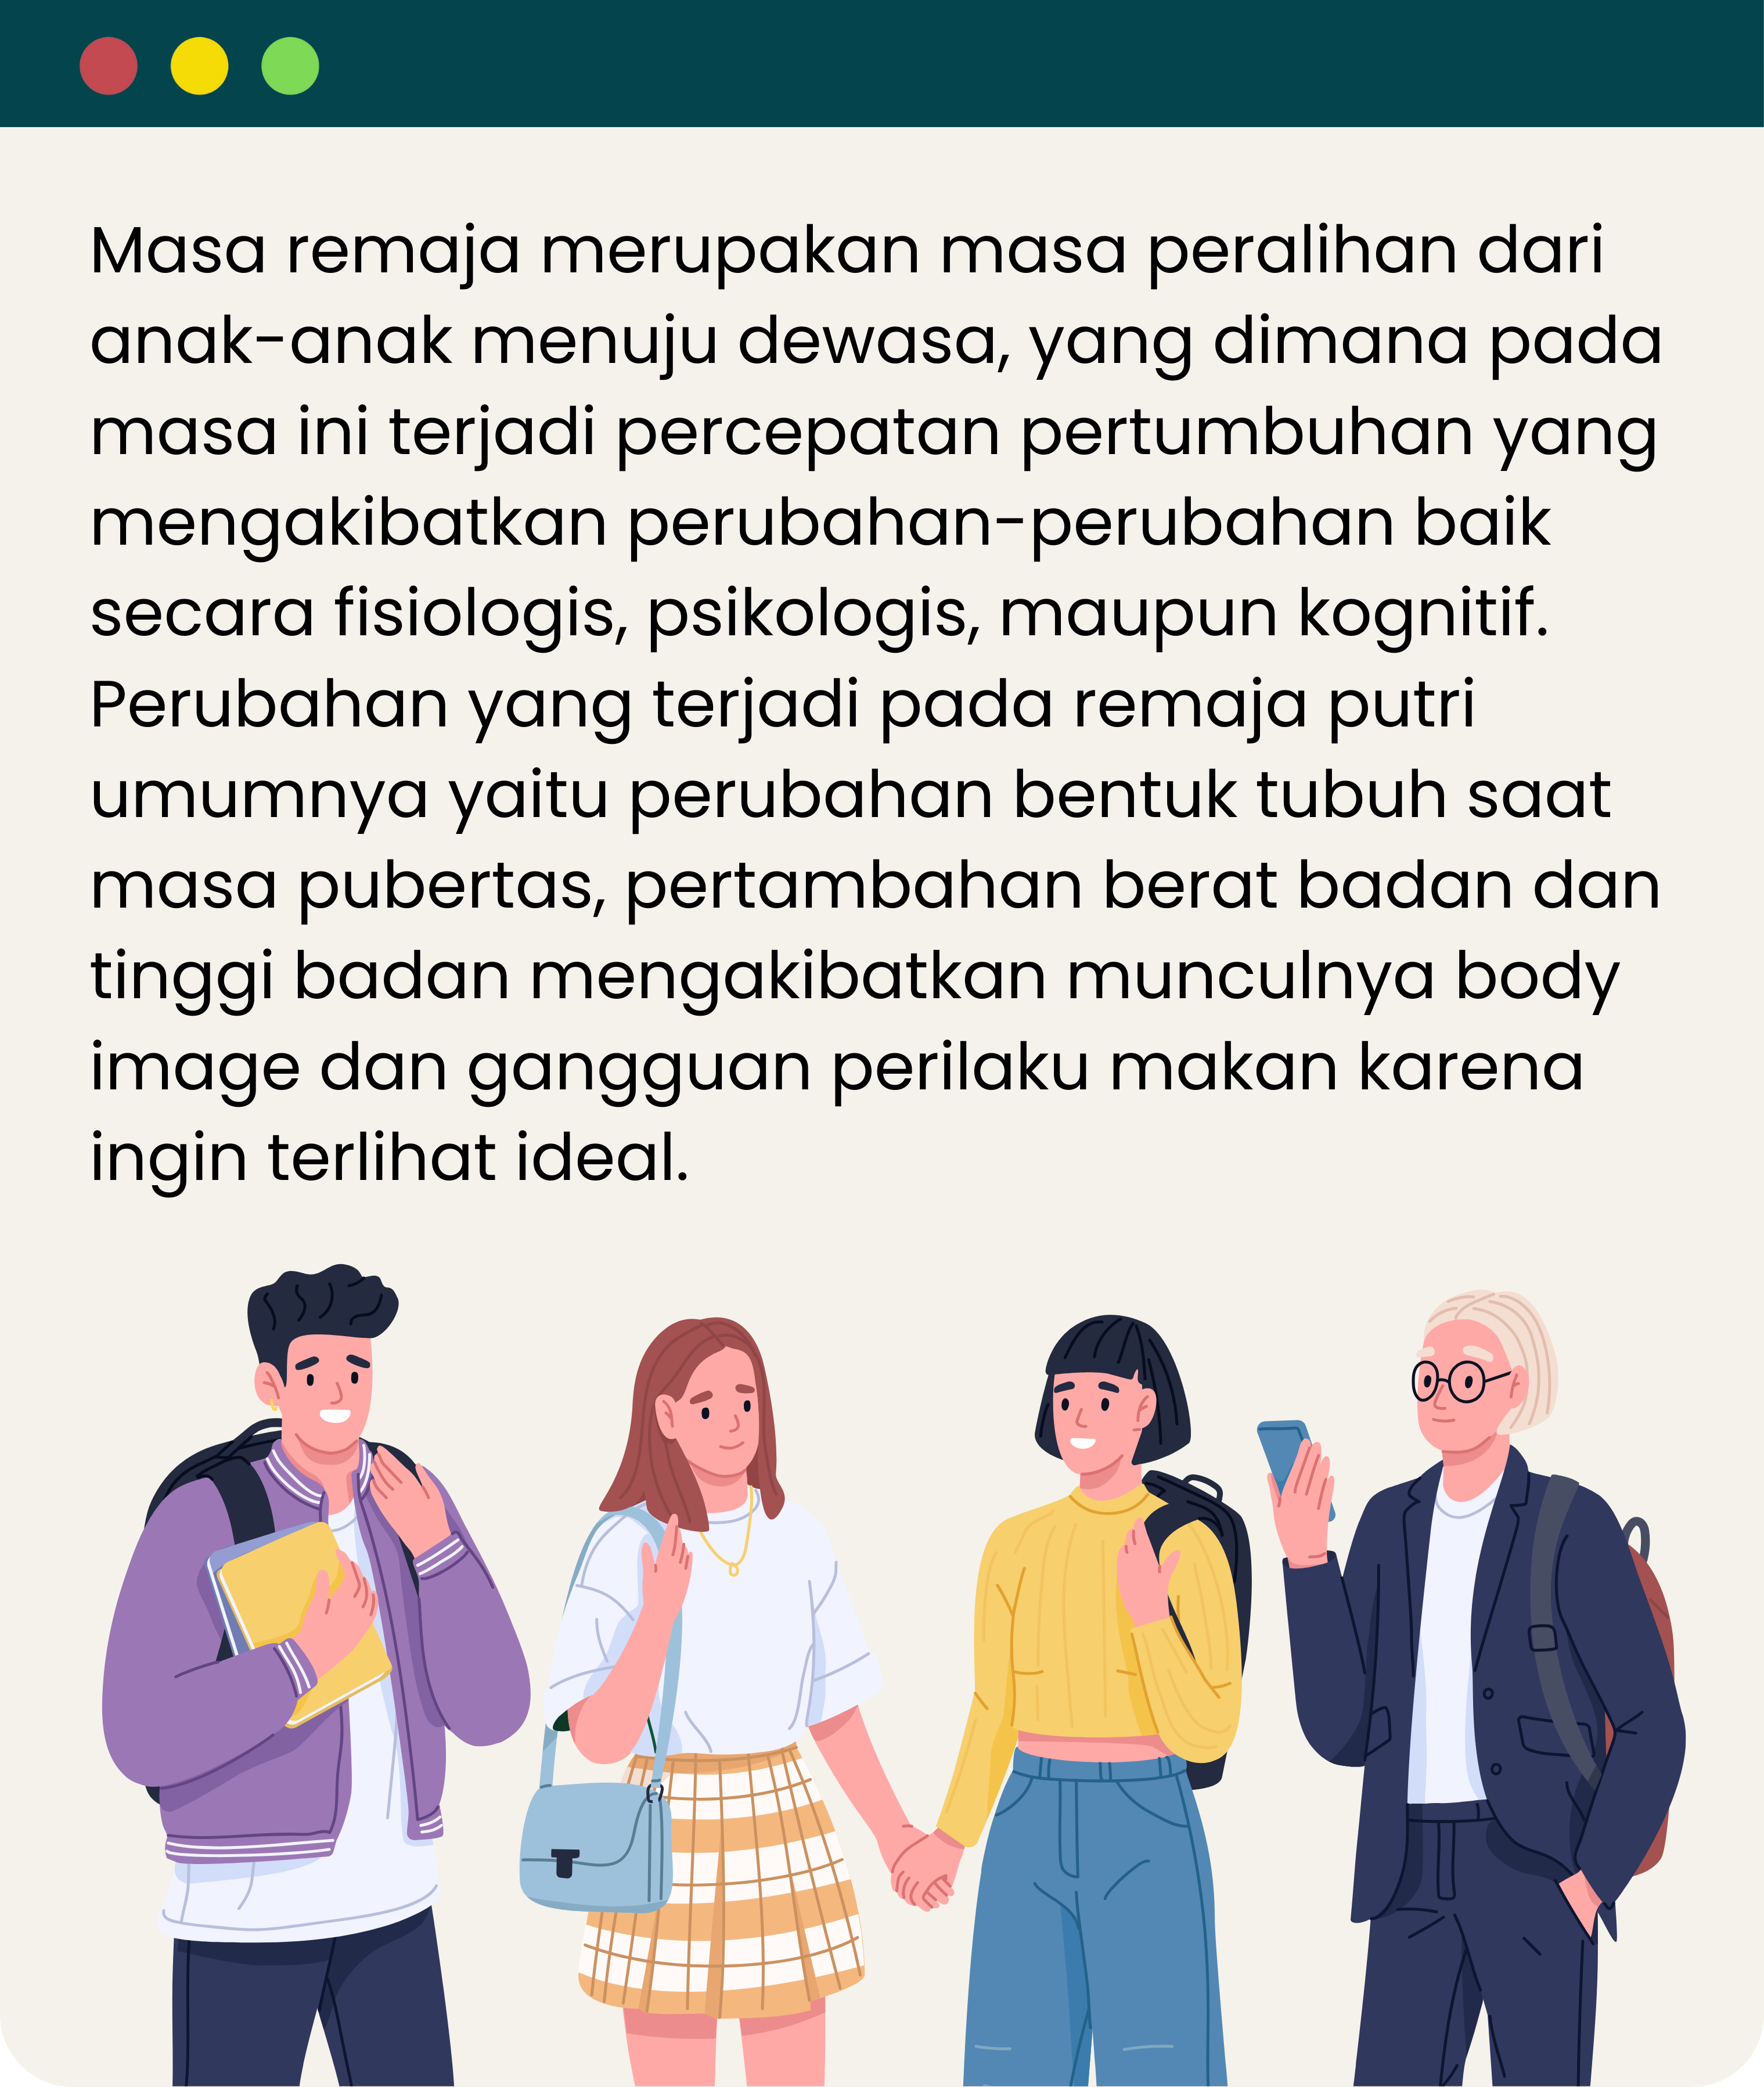 Masa remaja merupakan masa peralihan dari
anak-anak menuju dewasa, yang dimana pada
masa ini terjadi percepatan pertumbuhan yang
mengakibatkan perubahan-perubahan baik
secara fisiologis, psikologis, maupun kognitif.
Perubahan yang terjadi pada remaja putri
umumnya yaitu perubahan bentuk tubuh saat
masa pubertas, pertambahan berat badan dan
tinggi badan mengakibatkan munculnya body
image dan gangguan perilaku makan karena
ingin terlihat ideal.